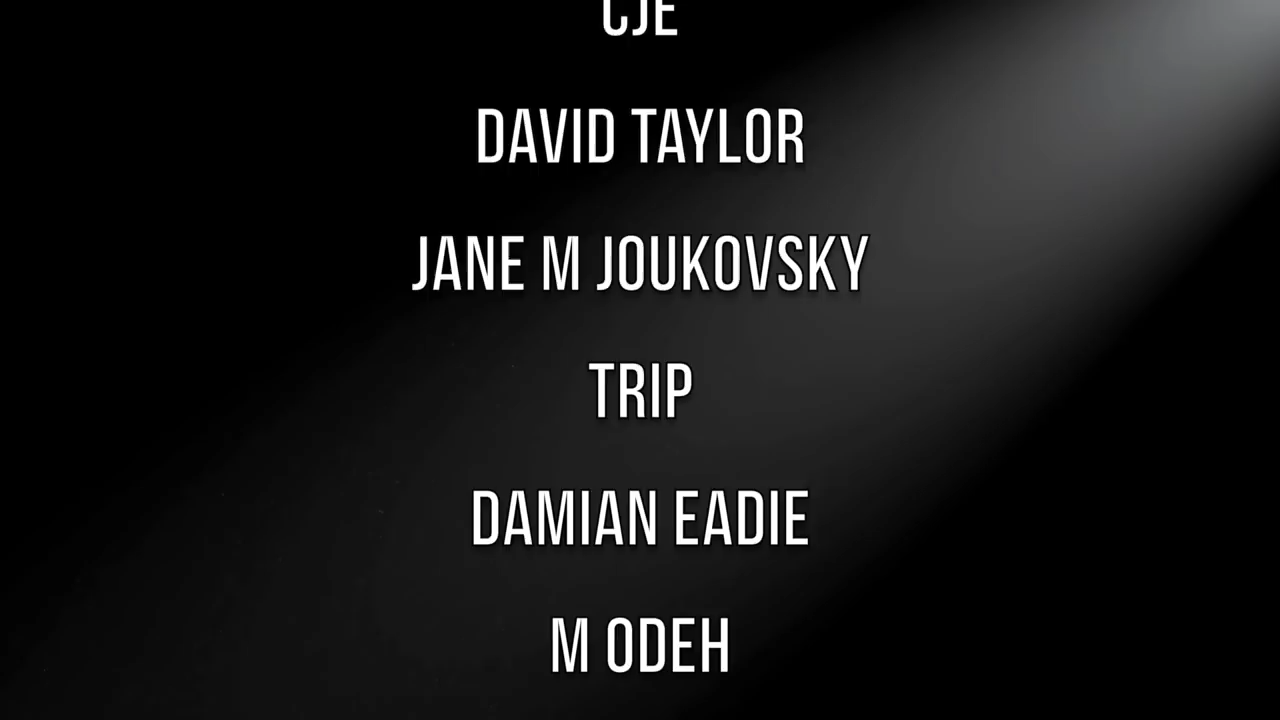 CJE
DAVID TAYLOR
JANE M JOUKOVSKY
TRIP
DAMIAN EADIE
M ODEH